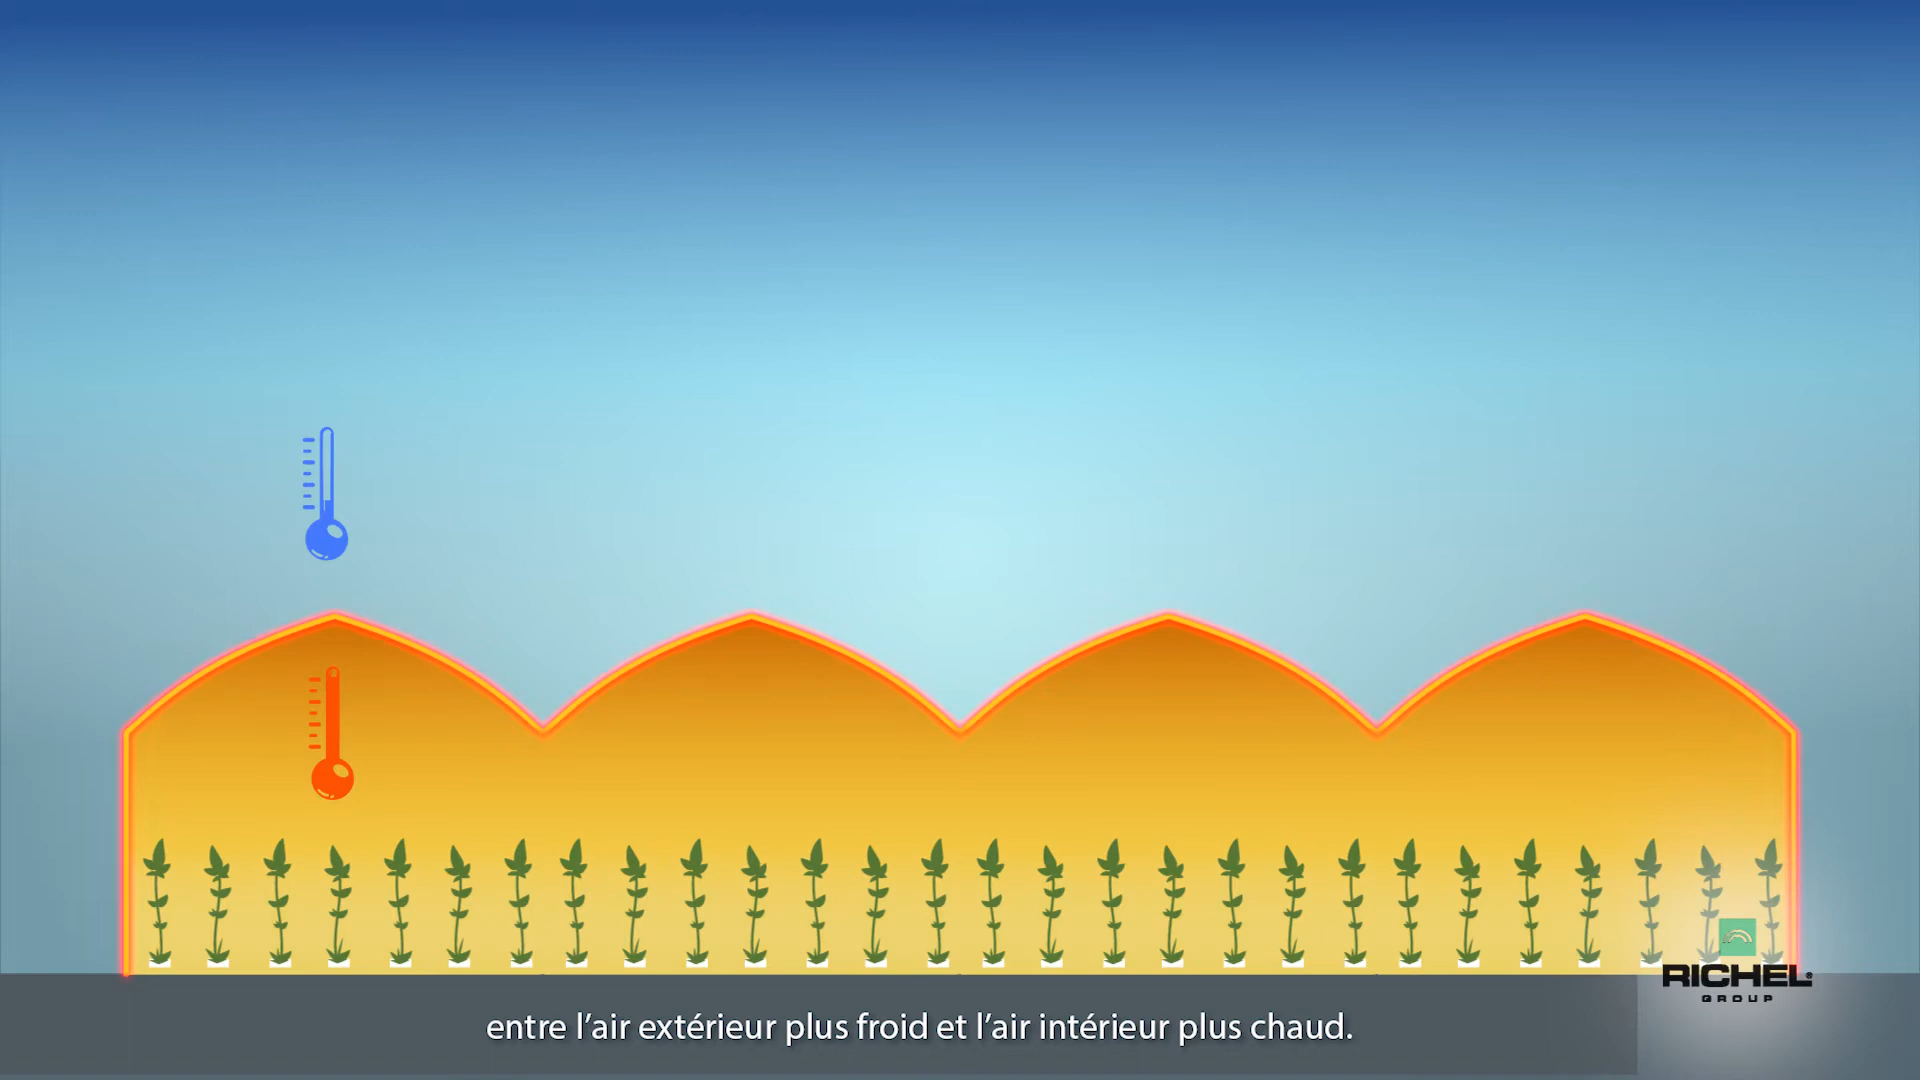 RICHEL®
GROUP
entre l’air extérieur plus froid et l’air intérieur plus chaud.